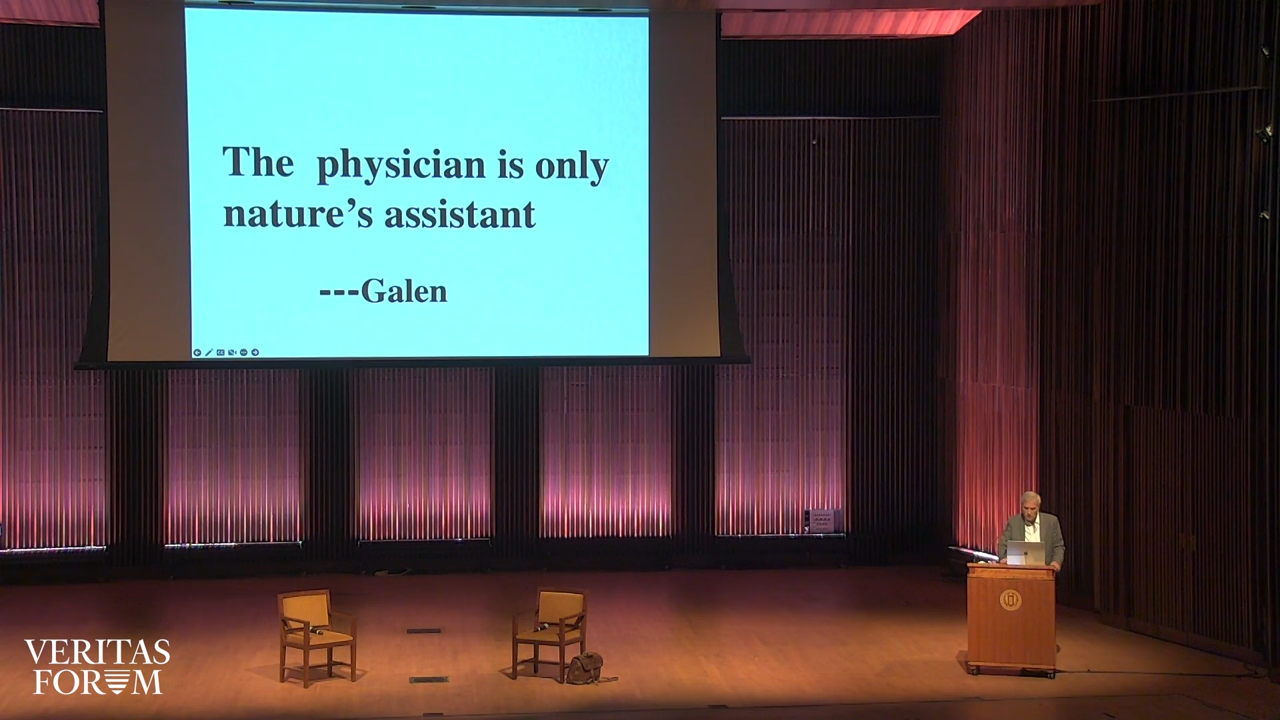 The  physician is only
nature’s assistant
---Galen
VERITAS
FORUM